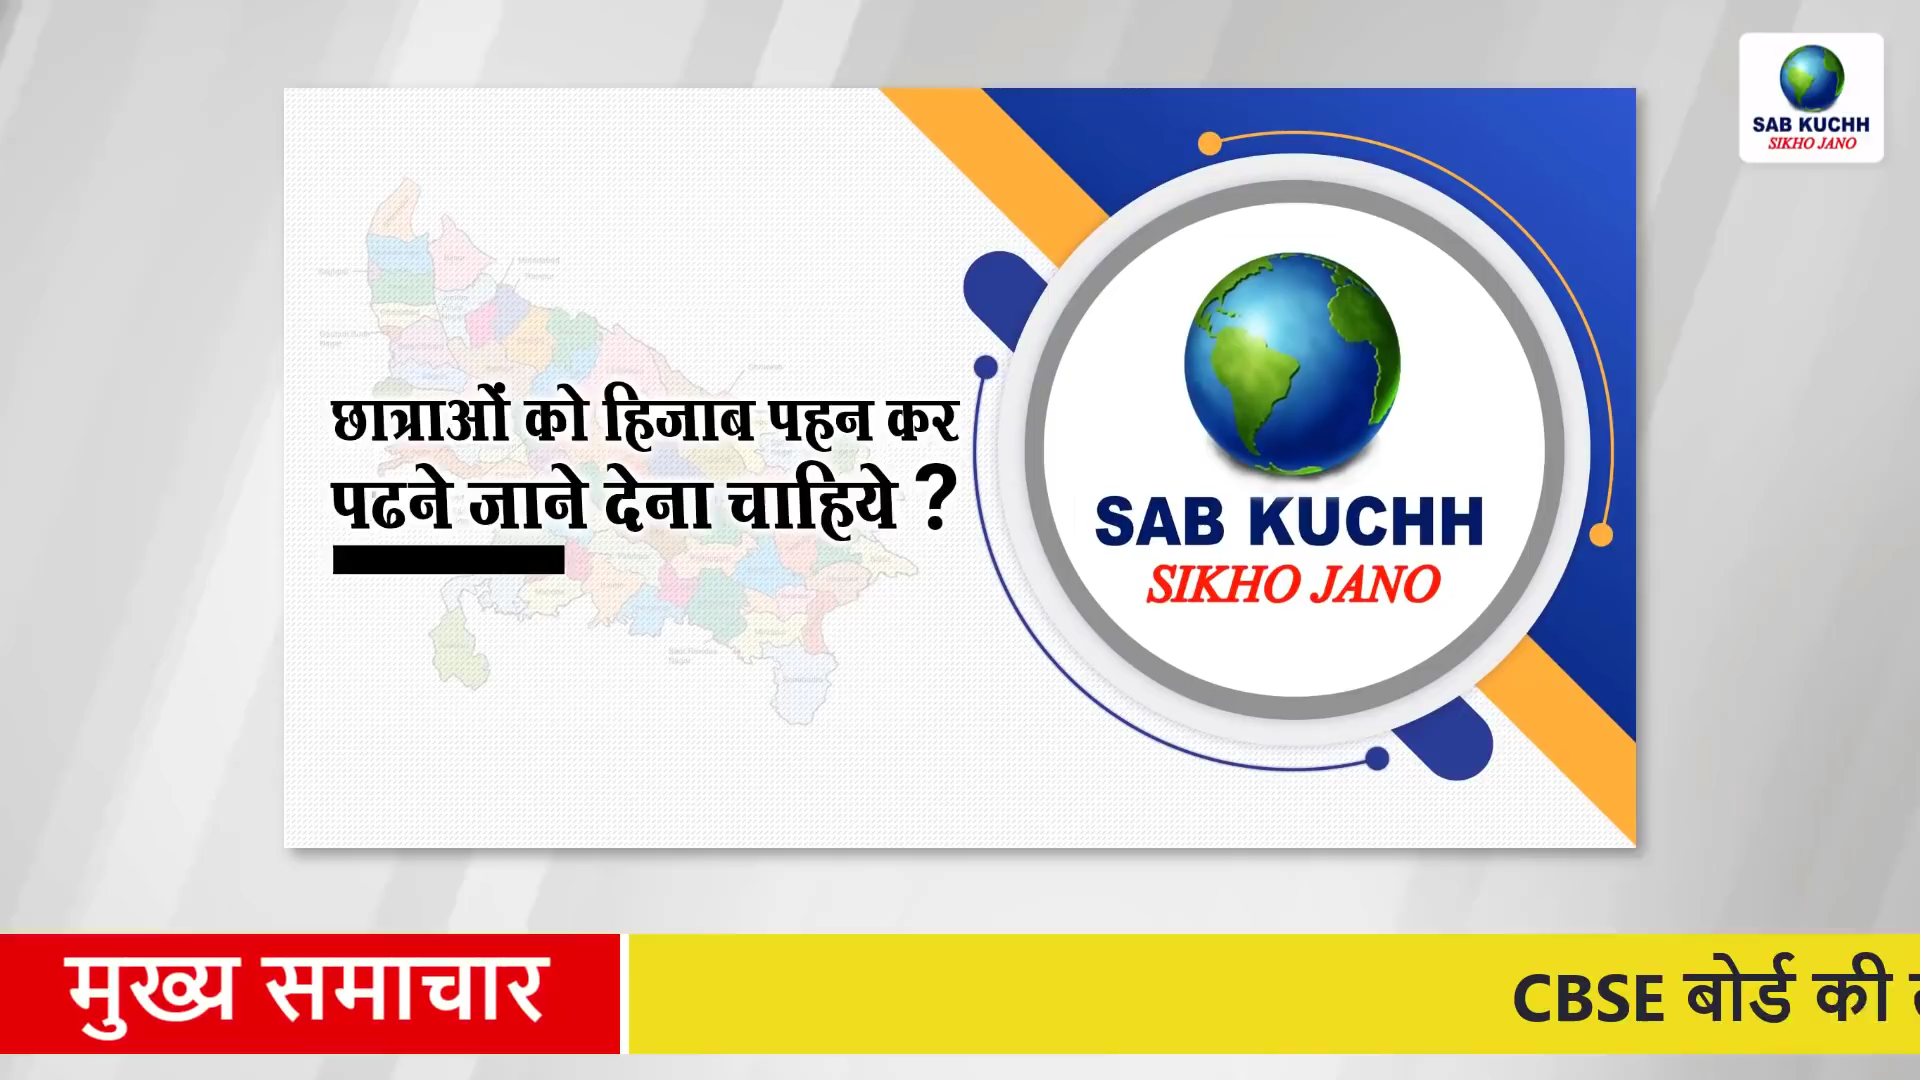 SAB KUCHH
SIKHO JANO
छात्राओं को हिजाब पहन कर
पढने जाने देना चाहिये ?
SAB KUCHH
SIKHO JANO
मुख्य समाचार
CBSE बोर्ड की